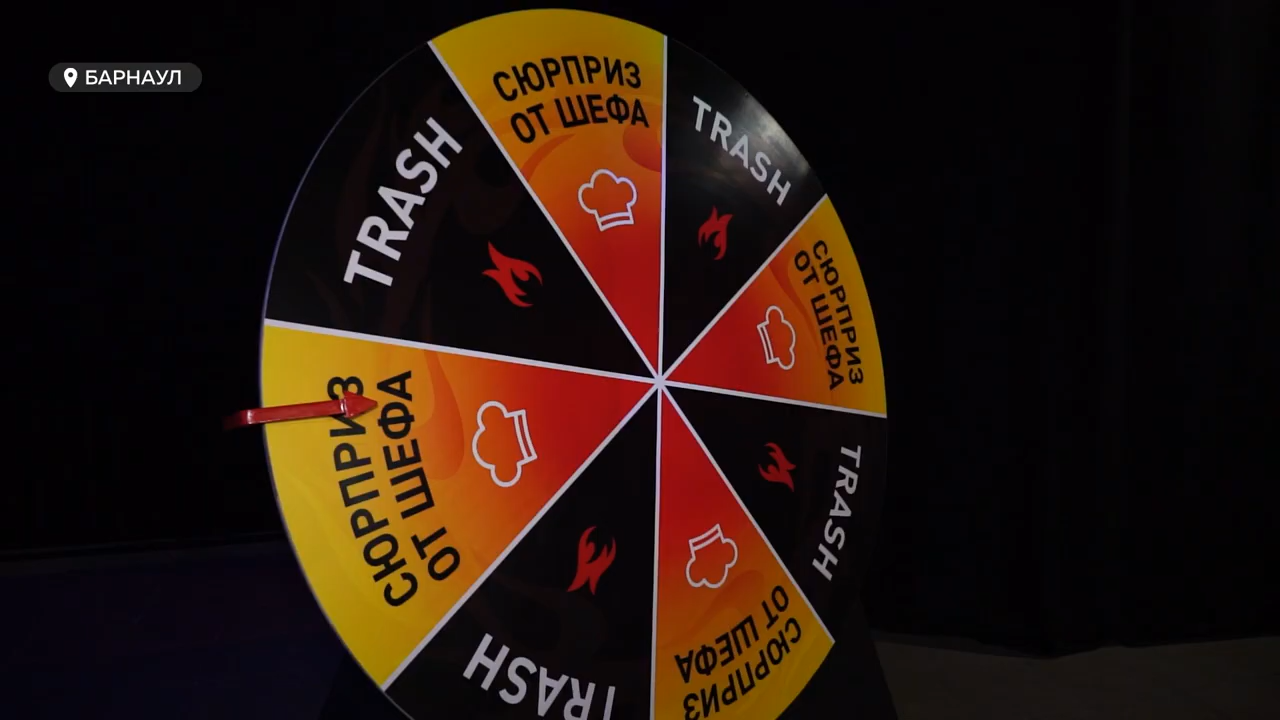 БАРНАУЛ
СЮРПРИЗ
ОТ ШЕФА
TRASH
TRASH
СЮРПРИЗ
ОТ ШЕФА
СЮРПРИЗ
ОТ ШЕФА
TRASH
TRASH
СЮРПРИЗ
ОТ ШЕФА